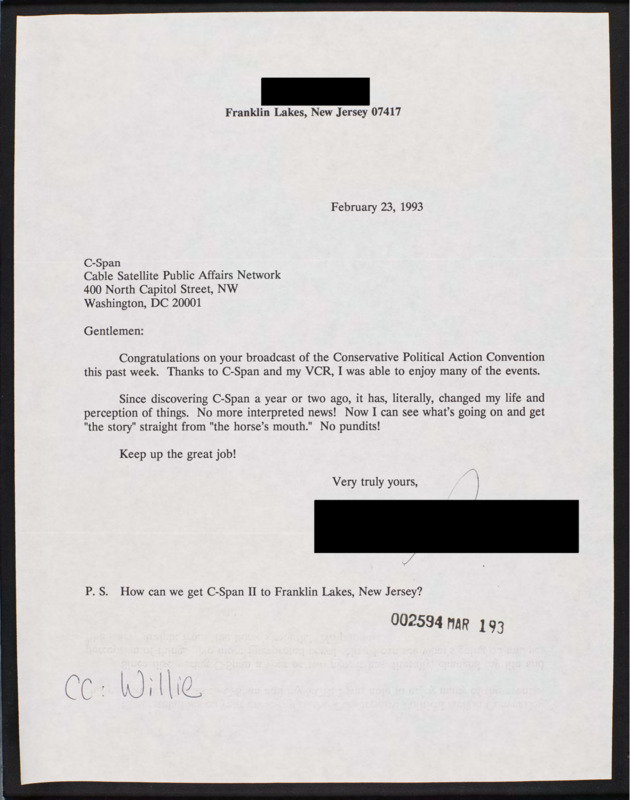 Franklin Lakes, New Jersey 07417
February 23, 1993
C-Span
Cable Satellite Public Affairs Network
400 North Capitol Street, NW
Washington, DC 20001
Gentlemen:
Congratulations on your broadcast of the Conservative Political Action Convention
this past week. Thanks to C-Span and my VCR, I was able to enjoy many of the events.
Since discovering C-Span a year or two ago, it has, literally, changed my life and
perception of things. No more interpreted news! Now I can see what's going on and get
"the story" straight from "the horse's mouth." No pundits!
Keep up the great job!
Very truly yours,
P. S. How can we get C-Span II to Franklin Lakes, New Jersey?
002594 MAR 193
CC: Willie